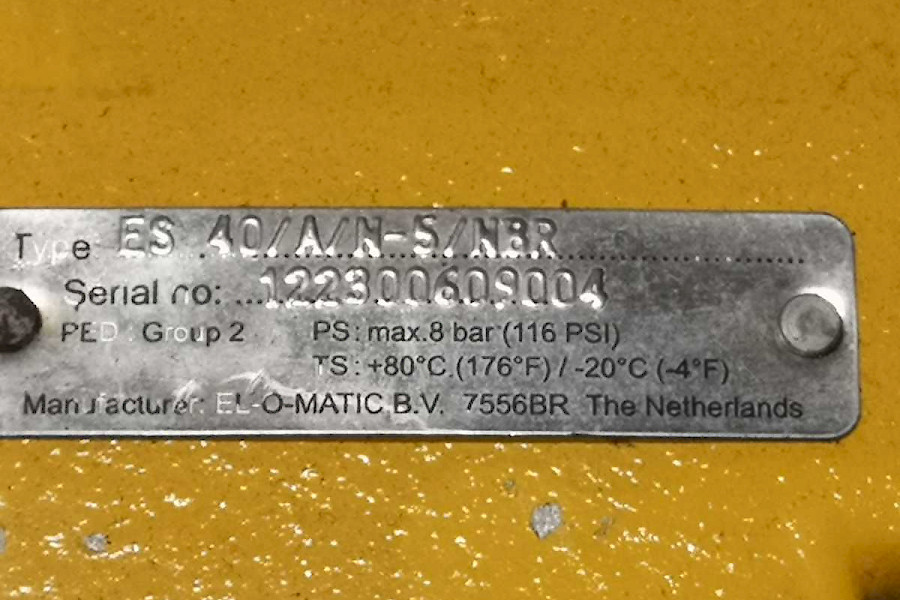 Type ES 40/A/N-5/NBR
Serial no: 122300609004
PED : Group 2 PS: max.8 bar (116 PSI)
TS: +80°C.(176°F) / -20°C (-4°F)
Manufacturer: EL-O-MATIC B.V. 7556BR The Netherlands